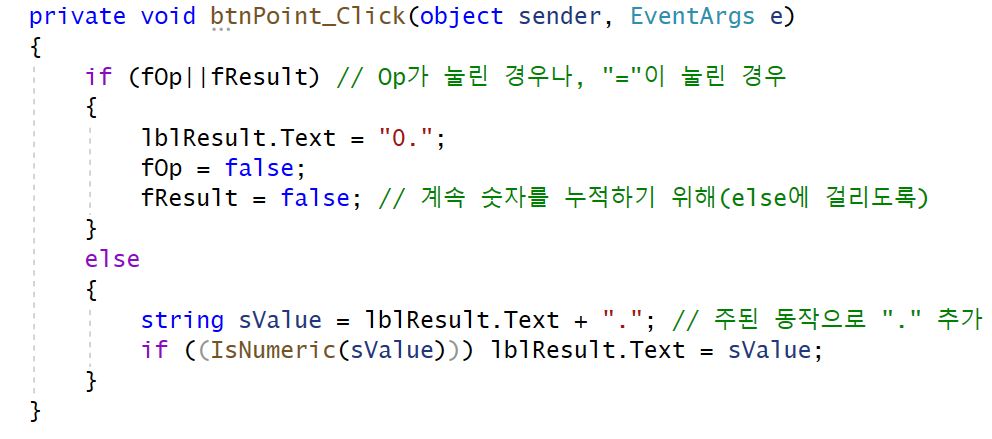 private void btnPoint_Click(object sender, EventArgs e)
{
if (fOp||fResult) // Op가 눌린 경우나, "="이 눌린 경우
{
lblResult.Text = "0.";
fOp = false;
fResult = false; // 계속 숫자를 누적하기 위해(else에 걸리도록)
}
else
{
string sValue = lblResult.Text + "."; // 주된 동작으로 "." 추가
if ((IsNumeric(sValue))) lblResult.Text = sValue;
}
}